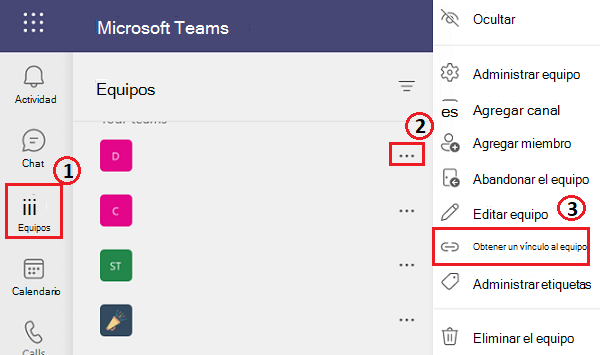 Microsoft Teams
Actividad
Chat
1
iii
Equipos
Calendario
Calls
Equipos
Your teams
D
2
C
ST
Ocultar
Administrar equipo
es
Agregar canal
Agregar miembro
Abandonar el equipo
Editar equipo
3
Obtener un vínculo al equipo
Administrar etiquetas
Eliminar el equipo